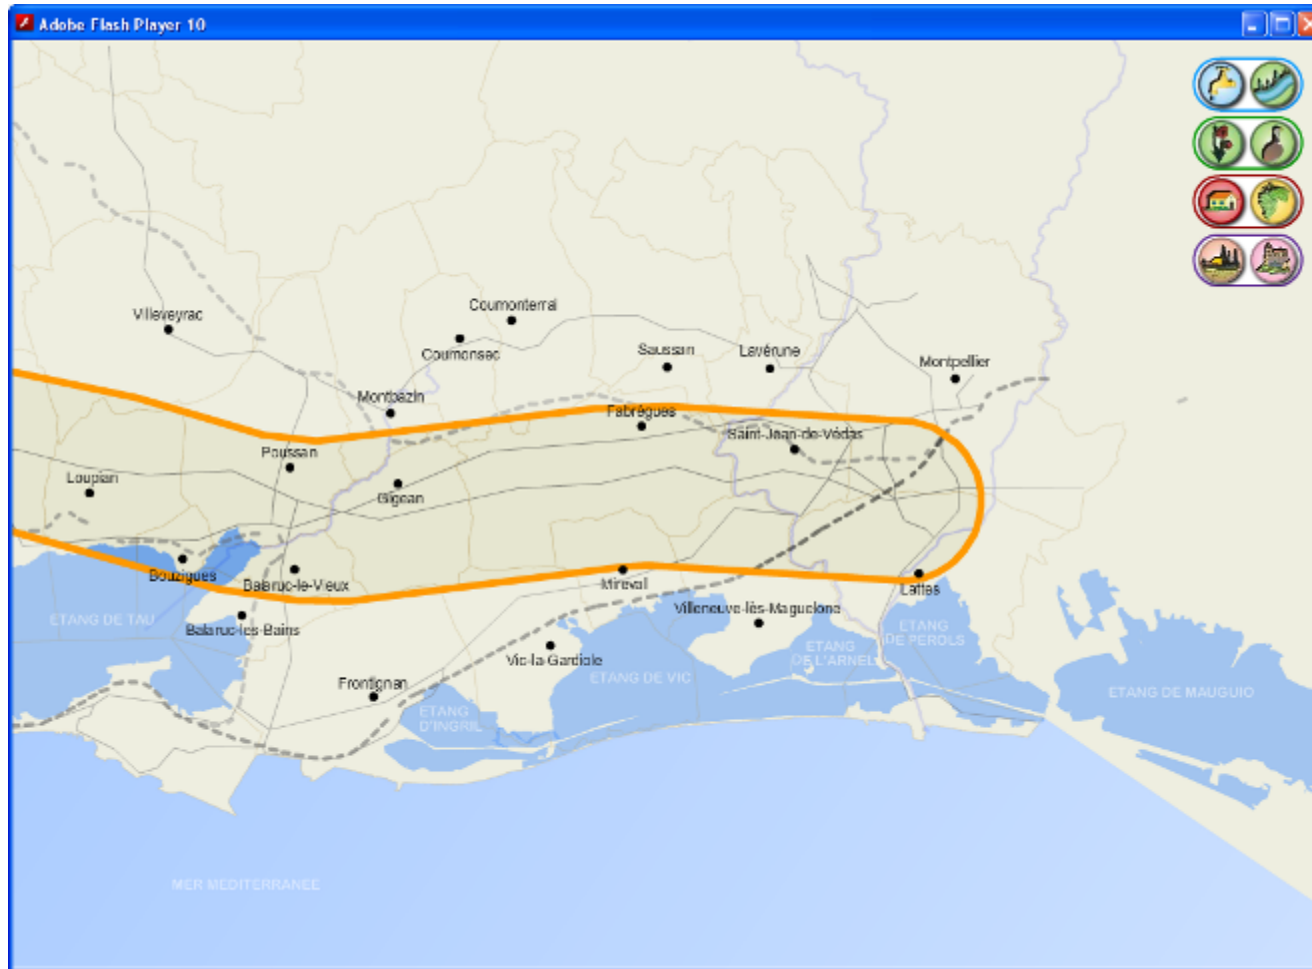 Adobe Flash Player 10
Villeveyrac
Cournonterral
Cournonsec
Saussan
Lavérune
Montpellier
Montbazin
Fabrègues
Saint-Jean-de-Védas
Poussan
Loupian
Gigean
Bouzigues
Balaruc-le-Vieux
Mireval
Lattes
Villeneuve-lès-Maguelone
ETANG DE TAU
Balaruc-les-Bains
ETANG
DE PEROLS
ETANG
DE L'ARNEL
Vic-la-Gardiole
ETANG DE VIC
Frontignan
ETANG
D'INGRIL
ETANG DE MAUGUIO
MER MEDITERRANEE